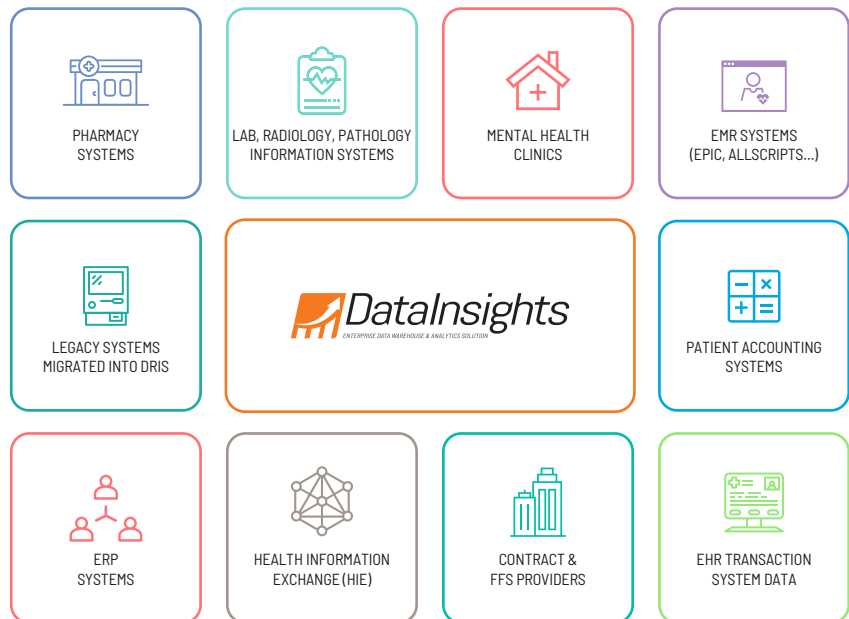 PHARMACY
SYSTEMS
LAB, RADIOLOGY, PATHOLOGY
INFORMATION SYSTEMS
MENTAL HEALTH
CLINICS
EMR SYSTEMS
(EPIC, ALLSCRIPTS...)
LEGACY SYSTEMS
MIGRATED INTO DRIS
DataInsights
ENTERPRISE DATA WAREHOUSE & ANALYTICS SOLUTION
PATIENT ACCOUNTING
SYSTEMS
ERP
SYSTEMS
HEALTH INFORMATION
EXCHANGE (HIE)
CONTRACT &
FFS PROVIDERS
EHR TRANSACTION
SYSTEM DATA